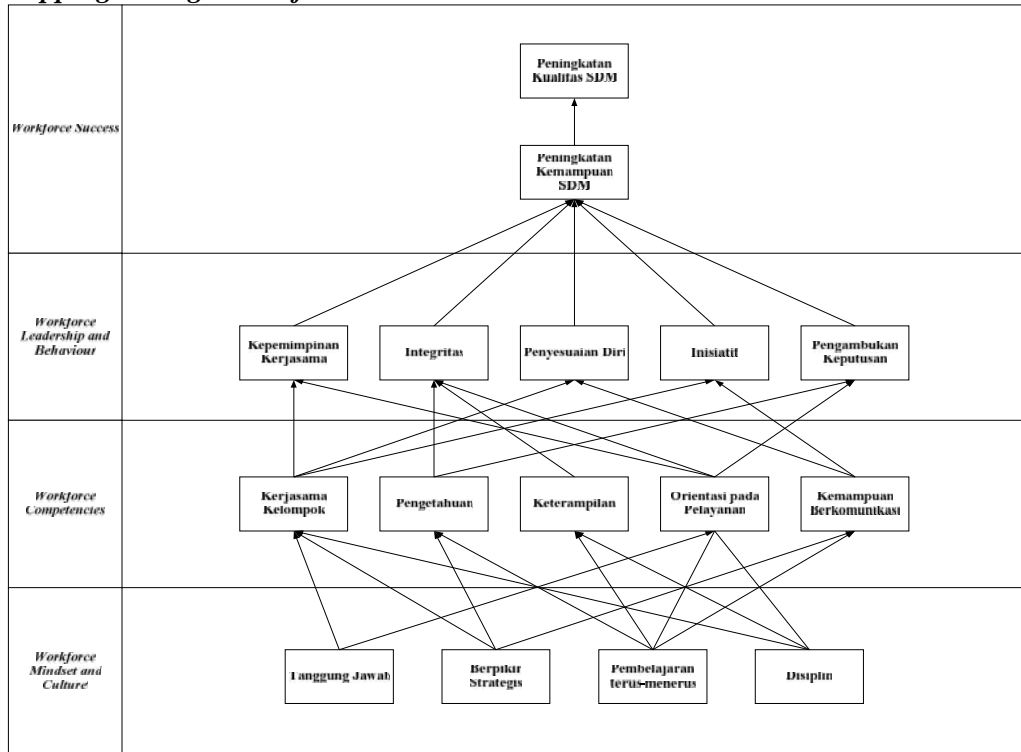 Workforce Success
Peningkatan
Kualitas SDM
Peningkatan
Kemampuan
SDM
Workforce
Leadership and
Behaviour
Kepemimpinan
Kerjasama
Integritas
Penyesuaian Diri
Inisiatif
Pengambukan
Keputusan
Workforce
Competencies
Kerjasama
Kelompok
Pengetahuan
Keterampilan
Orientasi pada
Pelayanan
Kemampuan
Berkomunikasi
Workforce
Mindset and
Culture
Tanggung Jawab
Berpikir
Strategis
Pembelajaran
terus-menerus
Disiplin